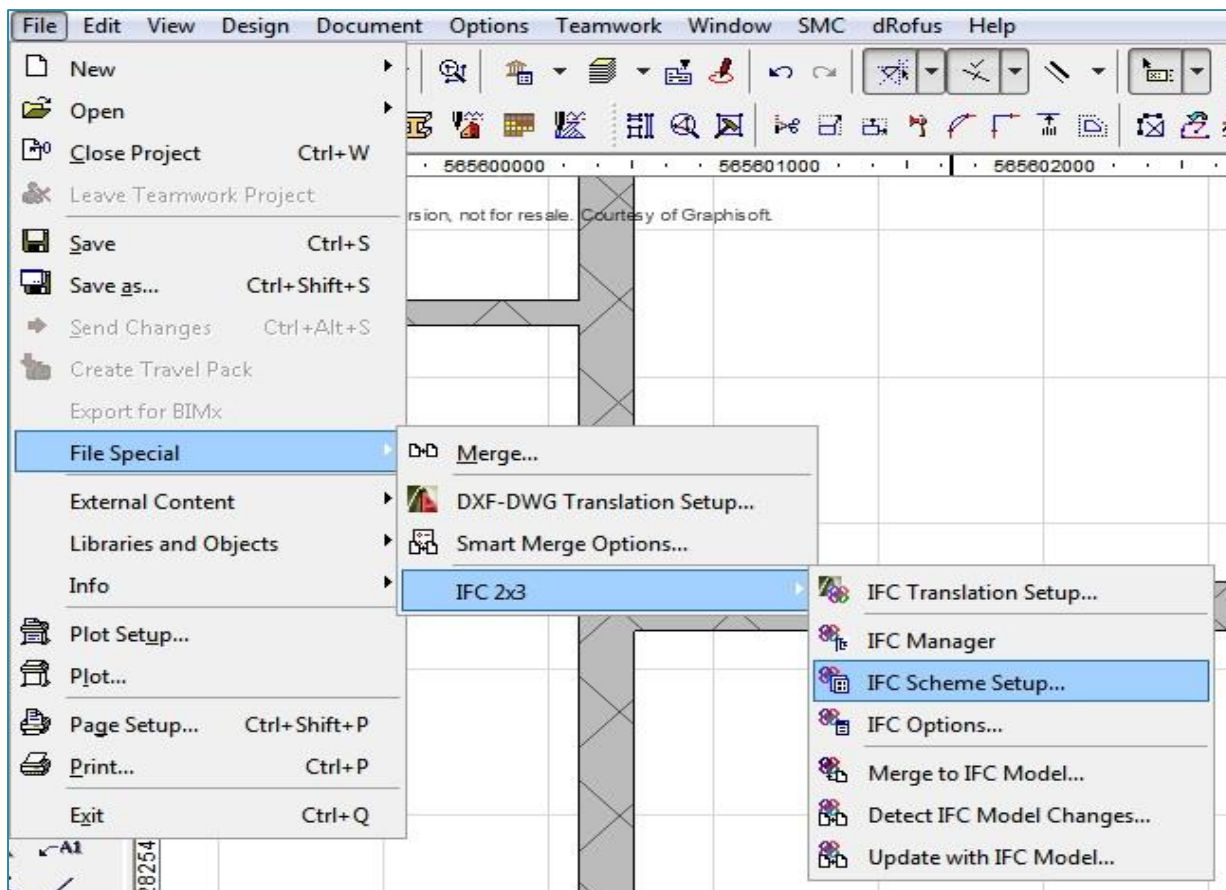 File Edit View Design Document Options Teamwork Window SMC dRofus Help
New
Open
Close Project Ctrl+W
Leave Teamwork Project
Save Ctrl+S
Save as... Ctrl+Shift+S
Send Changes Ctrl+Alt+S
Create Travel Pack
Export for BIMx
File Special
External Content
Libraries and Objects
Info
Plot Setup...
Plot...
Page Setup... Ctrl+Shift+P
Print... Ctrl+P
Exit Ctrl+Q
565600000 565601000 565602000
rsion, not for resale. Courtesy of Graphisoft.
Merge...
DXF-DWG Translation Setup...
Smart Merge Options...
IFC 2x3
IFC Translation Setup...
IFC Manager
IFC Scheme Setup...
IFC Options...
Merge to IFC Model...
Detect IFC Model Changes...
Update with IFC Model...
A1
28254